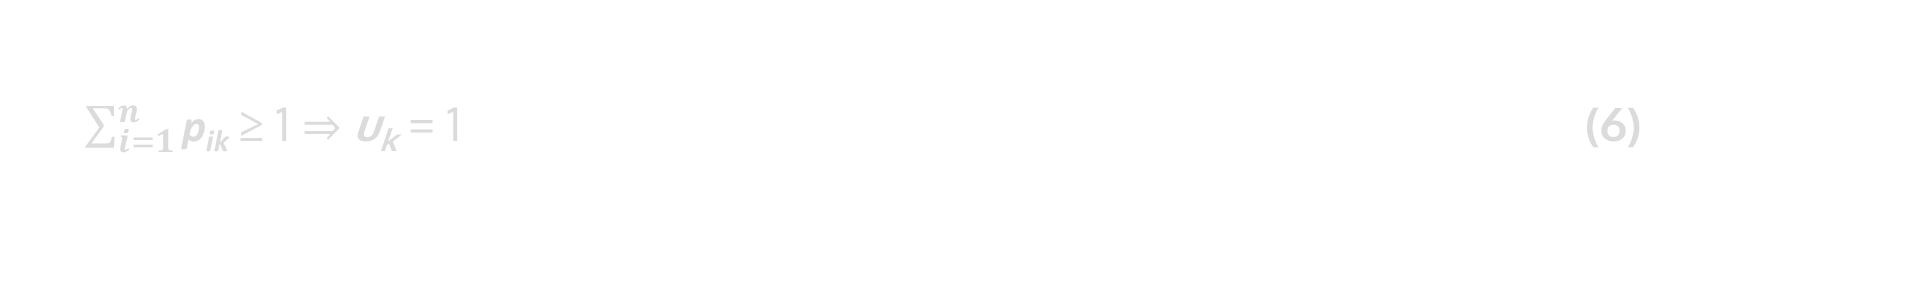 ∑ⁿᵢ₌₁ pᵢₖ ≥ 1 ⇒ uₖ = 1 (6)